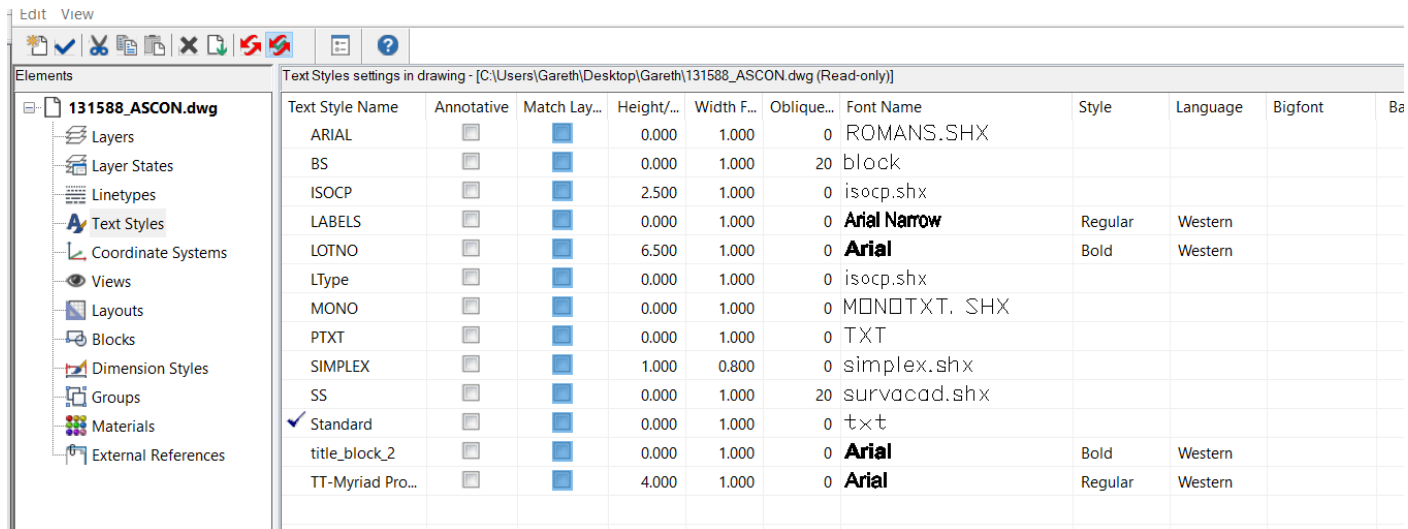 Edit View
Elements
Text Styles settings in drawing - [C:\Users\Gareth\Desktop\Gareth\131588_ASCON.dwg (Read-only)]
131588_ASCON.dwg
Layers
Layer States
Linetypes
Text Styles
Coordinate Systems
Views
Layouts
Blocks
Dimension Styles
Groups
Materials
External References
Text Style Name Annotative Match Lay... Height/... Width F... Oblique... Font Name Style Language Bigfont Ba
ARIAL 0.000 1.000 0 ROMANS.SHX
BS 0.000 1.000 20 block
ISOCP 2.500 1.000 0 isocp.shx
LABELS 0.000 1.000 0 Arial Narrow Regular Western
LOTNO 6.500 1.000 0 Arial Bold Western
LType 0.000 1.000 0 isocp.shx
MONO 0.000 1.000 0 MONOTXT. SHX
PTXT 0.000 1.000 0 TXT
SIMPLEX 1.000 0.800 0 simplex.shx
SS 0.000 1.000 20 survacad.shx
Standard 0.000 1.000 0 txt
title_block_2 0.000 1.000 0 Arial Bold Western
TT-Myriad Pro... 4.000 1.000 0 Arial Regular Western